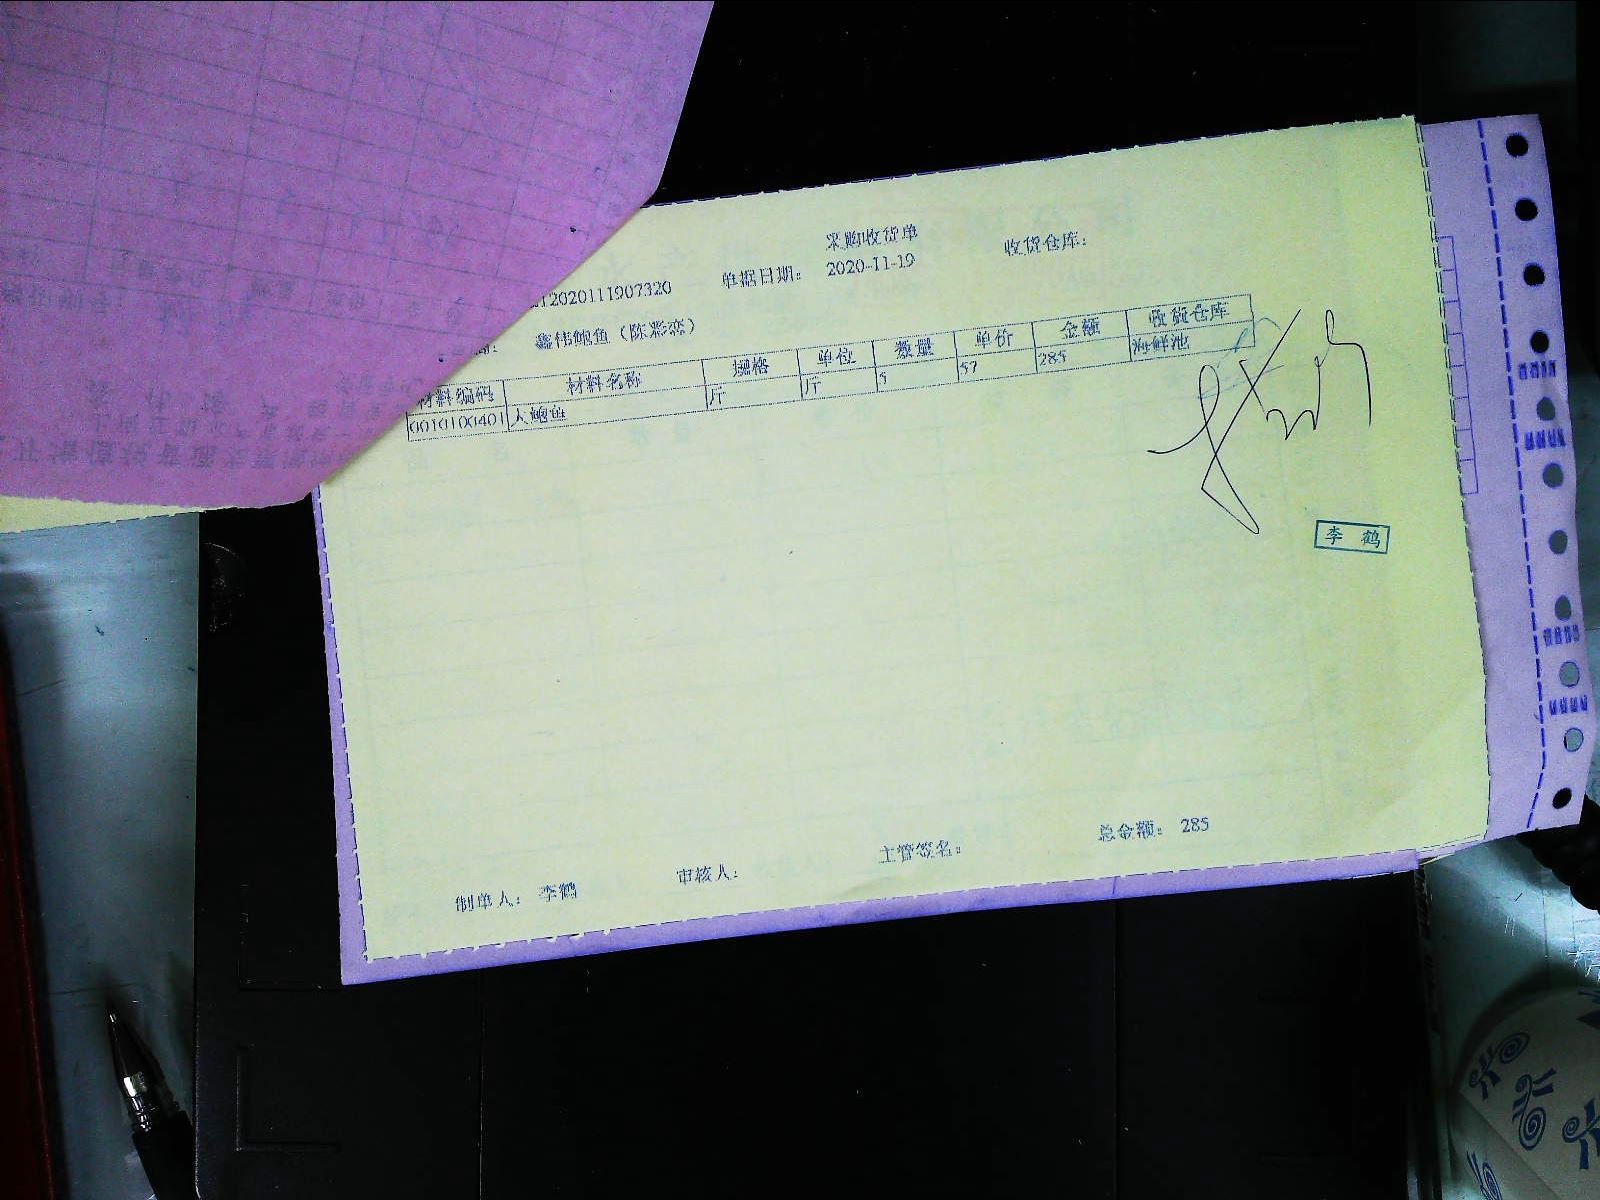 采购收货单
收货仓库：
12020111907320
单据日期： 2020-11-19
鑫伟鲍鱼（陈彩恋）
材料编码 材料名称 规格 单位 数量 单价 金额 收货仓库
0010100401 大鲍鱼 斤 斤 5 57 285 海鲜池
李鹤
制单人： 李鹤
审核人：
主管签名：
总金额： 285